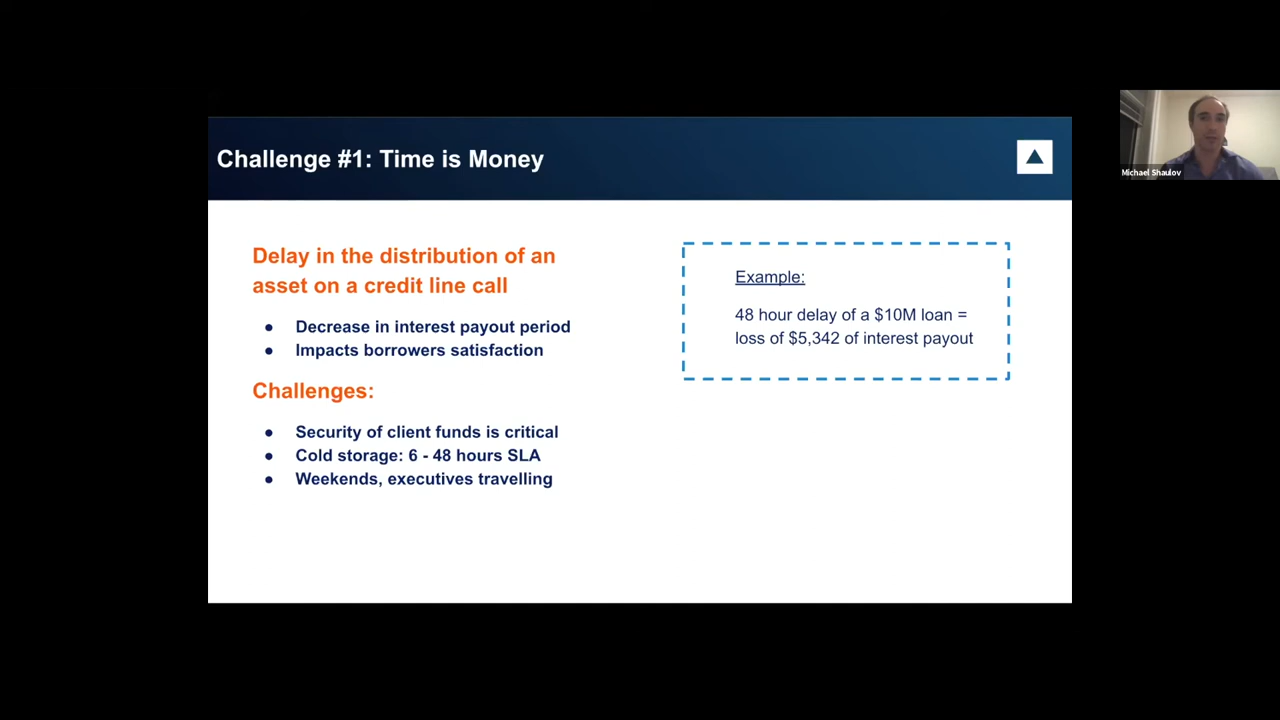 Challenge #1: Time is Money
Delay in the distribution of an
asset on a credit line call
● Decrease in interest payout period
● Impacts borrowers satisfaction
Challenges:
● Security of client funds is critical
● Cold storage: 6 - 48 hours SLA
● Weekends, executives travelling
Example:
48 hour delay of a $10M loan =
loss of $5,342 of interest payout
Michael Shaulov